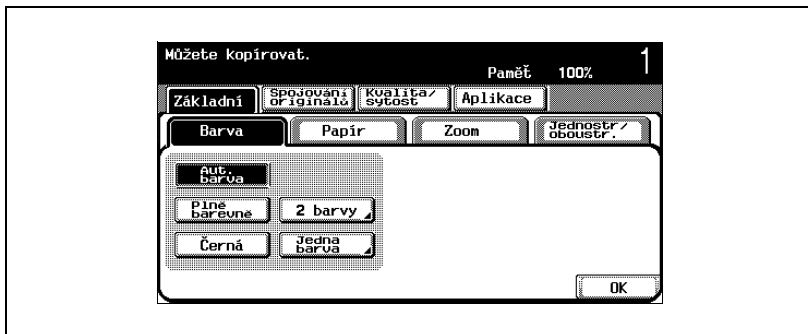 Můžete kopírovat.
Paměť 100% 1
Základní
Spojování originálů
Kvalita/ sytost
Aplikace
Barva
Papír
Zoom
Jednostr/ oboustr.
Aut. barva
Plně barevné
2 barvy
Černá
Jedna barva
OK